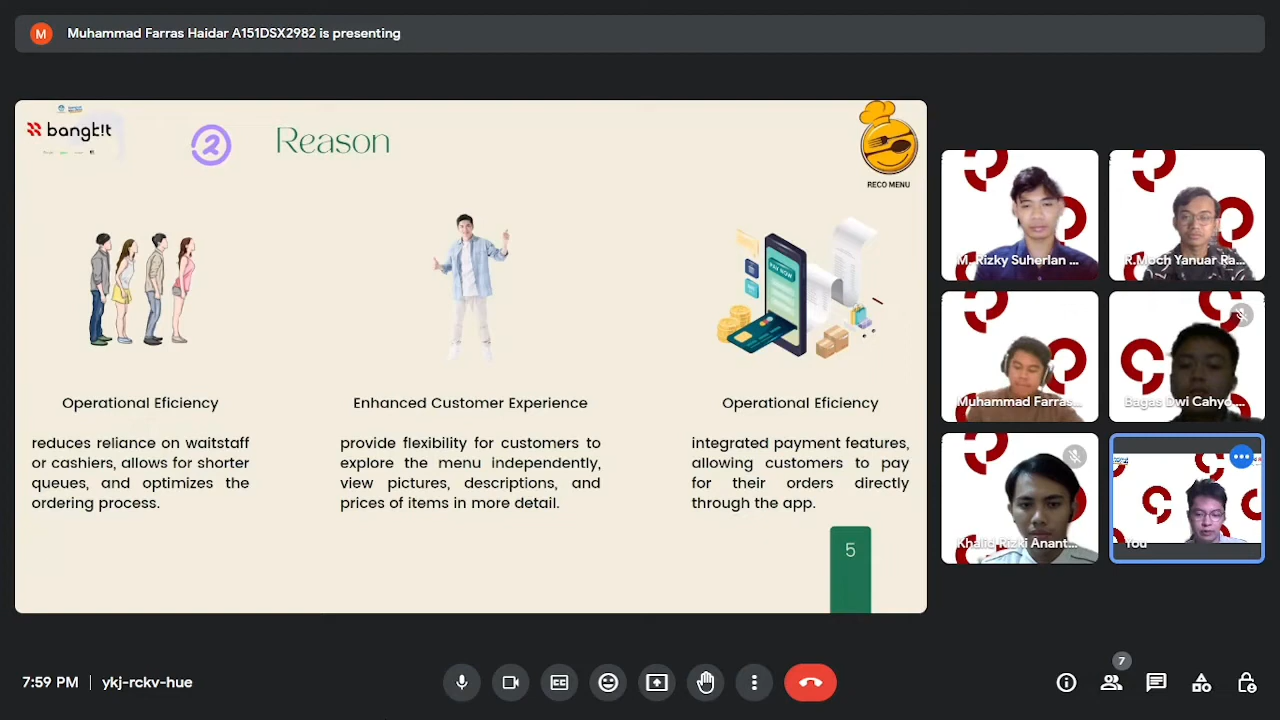 M
Muhammad Farras Haidar A151DSX2982 is presenting
bangk!t
2
Reason
RECO MENU
PAY NOW
Operational Eficiency
reduces reliance on waitstaff
or cashiers, allows for shorter
queues, and optimizes the
ordering process.
Enhanced Customer Experience
provide flexibility for customers to
explore the menu independently,
view pictures, descriptions, and
prices of items in more detail.
Operational Eficiency
integrated payment features,
allowing customers to pay
for their orders directly
through the app.
5
M. Rizky Suherlan ...
R.Moch Yanuar Ra...
Muhammad Farras...
Bagas Dwi Cahyo....
Khalid Rizki Anant...
You
7:59 PM | ykj-rckv-hue
CC
7